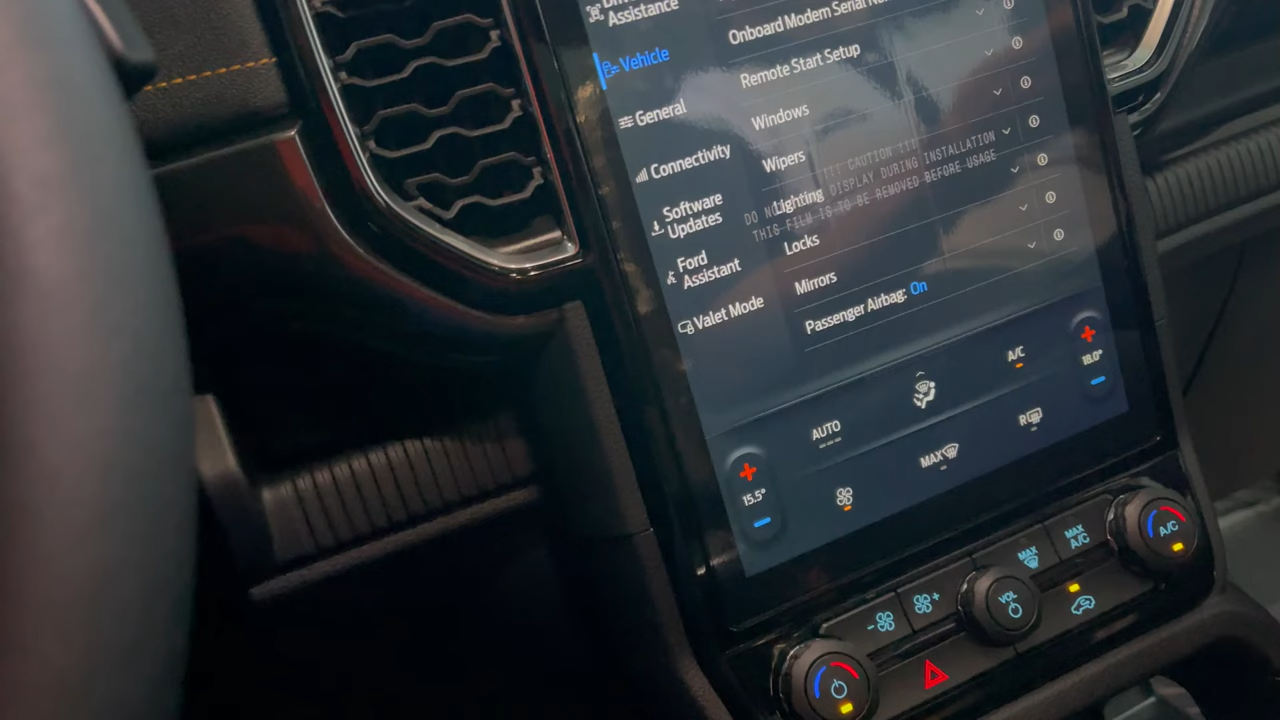 Assistance
Vehicle
General
Connectivity
Software
Updates
Ford
Assistant
Valet Mode
Onboard Modem Serial
Remote Start Setup
Windows
Wipers
Lighting
Locks
Mirrors
Passenger Airbag: On
!!! CAUTION !!!
DO NOT DISPLAY DURING INSTALLATION
THIS FILM IS TO BE REMOVED BEFORE USAGE
A/C
18.0°
AUTO
R
MAX
15.5°
MAX
A/C
MAX
A/C
VOL